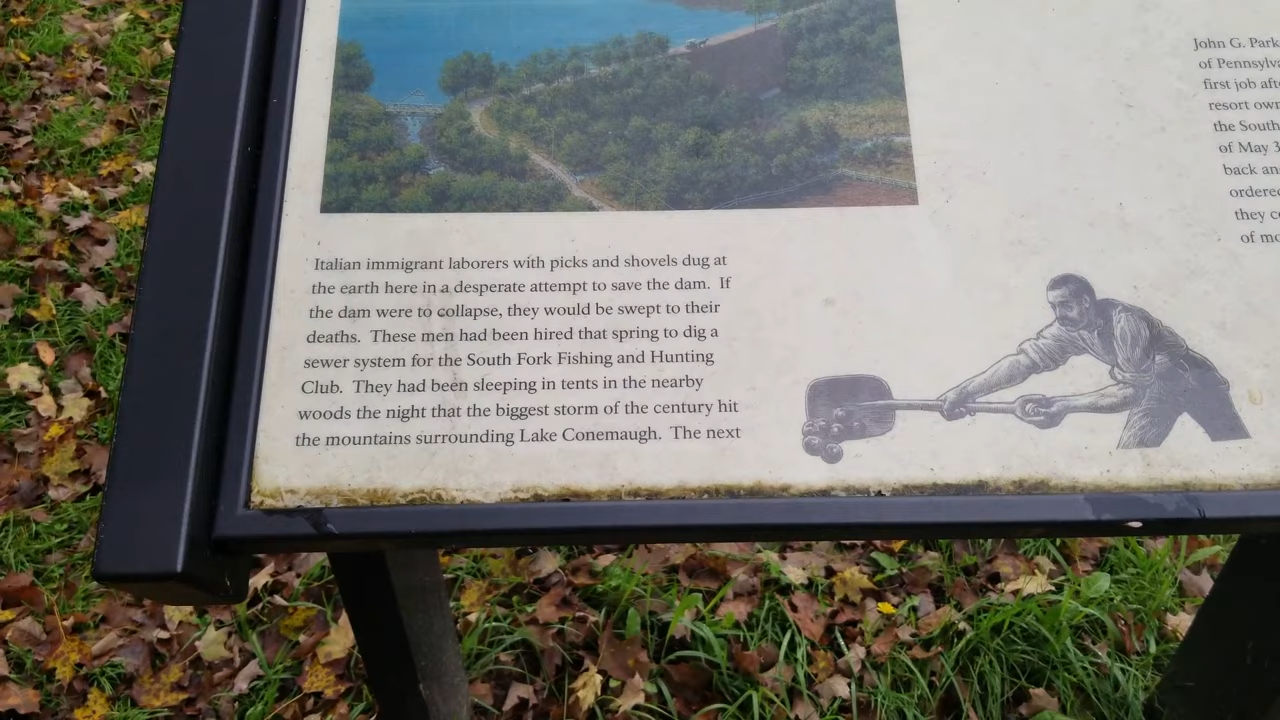 Italian immigrant laborers with picks and shovels dug at
the earth here in a desperate attempt to save the dam. If
the dam were to collapse, they would be swept to their
deaths. These men had been hired that spring to dig a
sewer system for the South Fork Fishing and Hunting
Club. They had been sleeping in tents in the nearby
woods the night that the biggest storm of the century hit
the mountains surrounding Lake Conemaugh. The next
John G. Park
of Pennsylva
first job aft
resort own
the South
of May 3
back an
ordere
they c
of mo